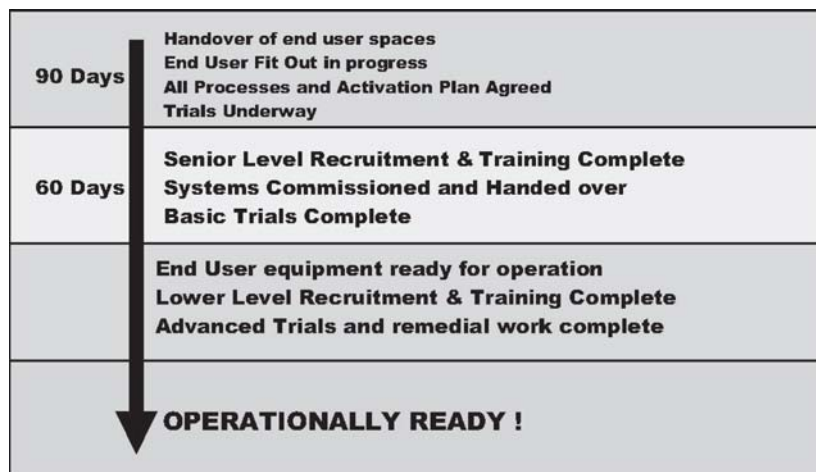 90 Days
Handover of end user spaces
End User Fit Out in progress
All Processes and Activation Plan Agreed
Trials Underway
60 Days
Senior Level Recruitment & Training Complete
Systems Commissioned and Handed over
Basic Trials Complete
End User equipment ready for operation
Lower Level Recruitment & Training Complete
Advanced Trials and remedial work complete
OPERATIONALLY READY !